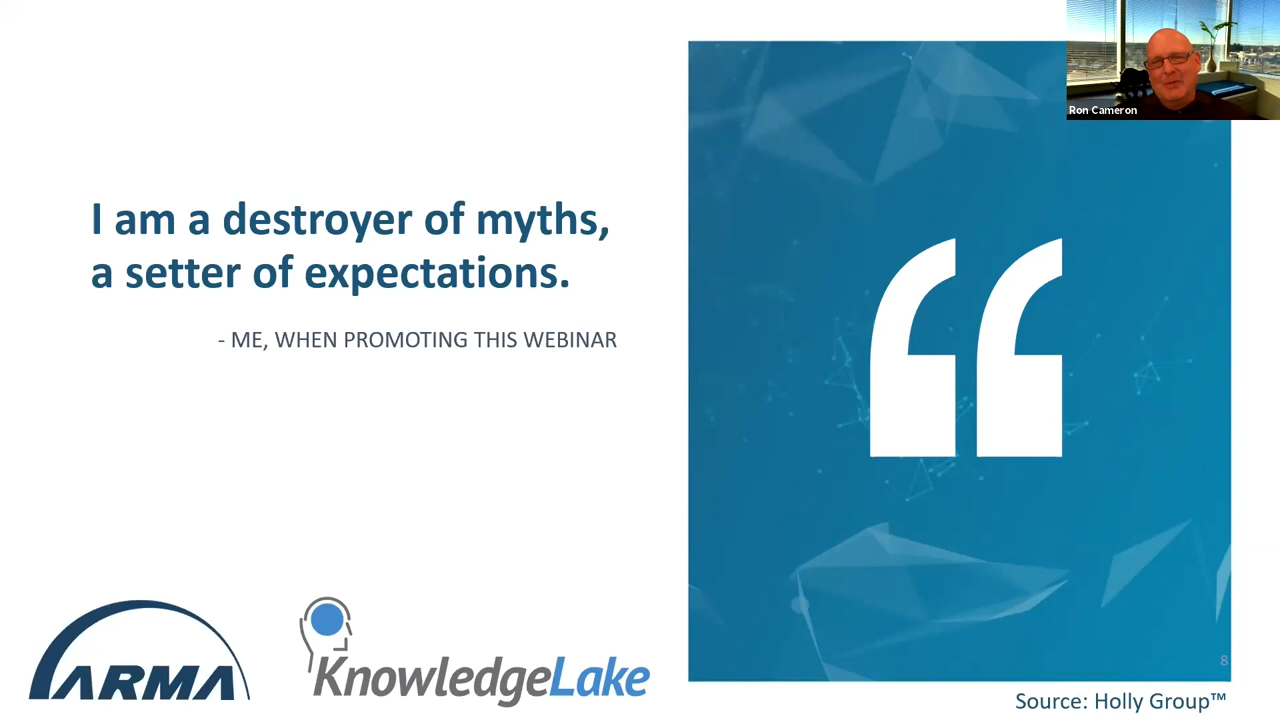 Ron Cameron
I am a destroyer of myths,
a setter of expectations.
- ME, WHEN PROMOTING THIS WEBINAR
“
ARMA
KnowledgeLake
8
Source: Holly Group™